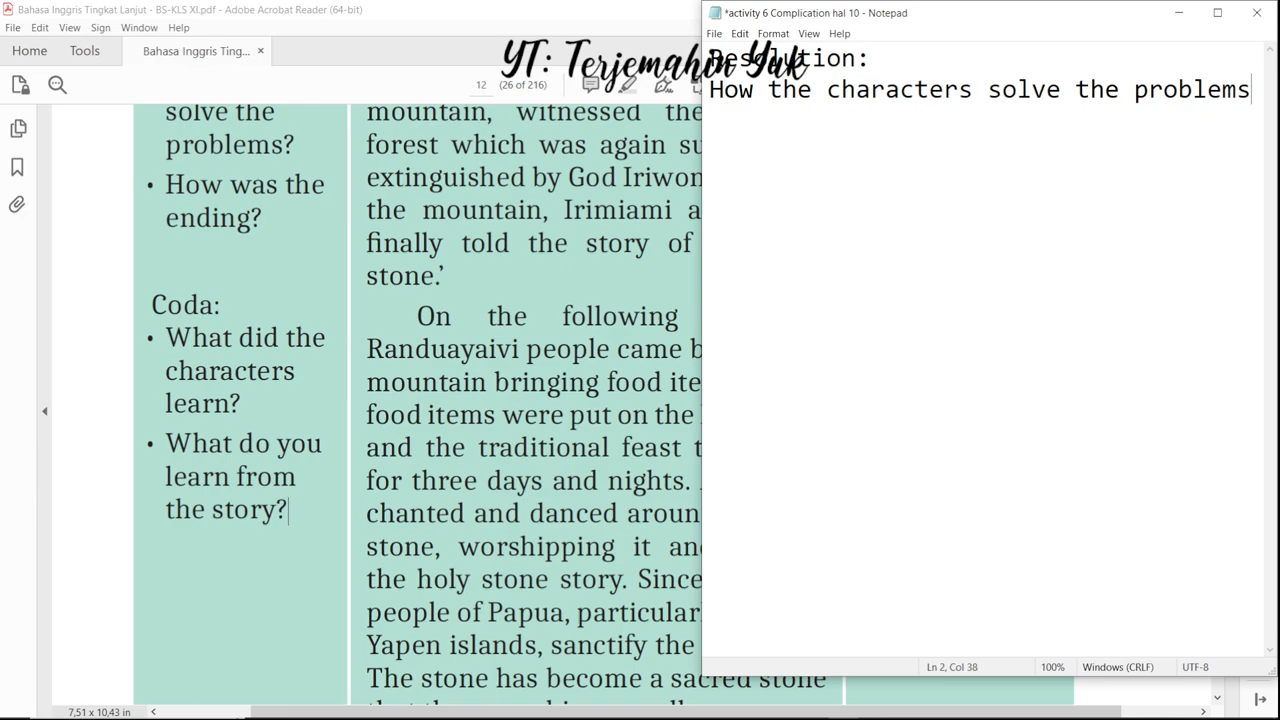 Bahasa Inggris Tingkat Lanjut - BS-KLS XI.pdf - Adobe Acrobat Reader (64-bit)
File Edit View Sign Window Help
Home Tools Bahasa Inggris Ting... ×
12 (26 of 216)
YT: Terjemahin Yuk
solve the
problems?
• How was the
ending?
Coda:
• What did the
characters
learn?
• What do you
learn from
the story?
mountain, witnessed the
forest which was again su
extinguished by God Iriwon
the mountain, Irimiami a
finally told the story of
stone.’
On the following
Randuayaivi people came b
mountain bringing food ite
food items were put on the
and the traditional feast t
for three days and nights.
chanted and danced aroun
stone, worshipping it an
the holy stone story. Since
people of Papua, particular
Yapen islands, sanctify the
The stone has become a sacred stone
7,51 x 10,43 in
*activity 6 Complication hal 10 - Notepad
File Edit Format View Help
Resolution:
How the characters solve the problems
Ln 2, Col 38 100% Windows (CRLF) UTF-8